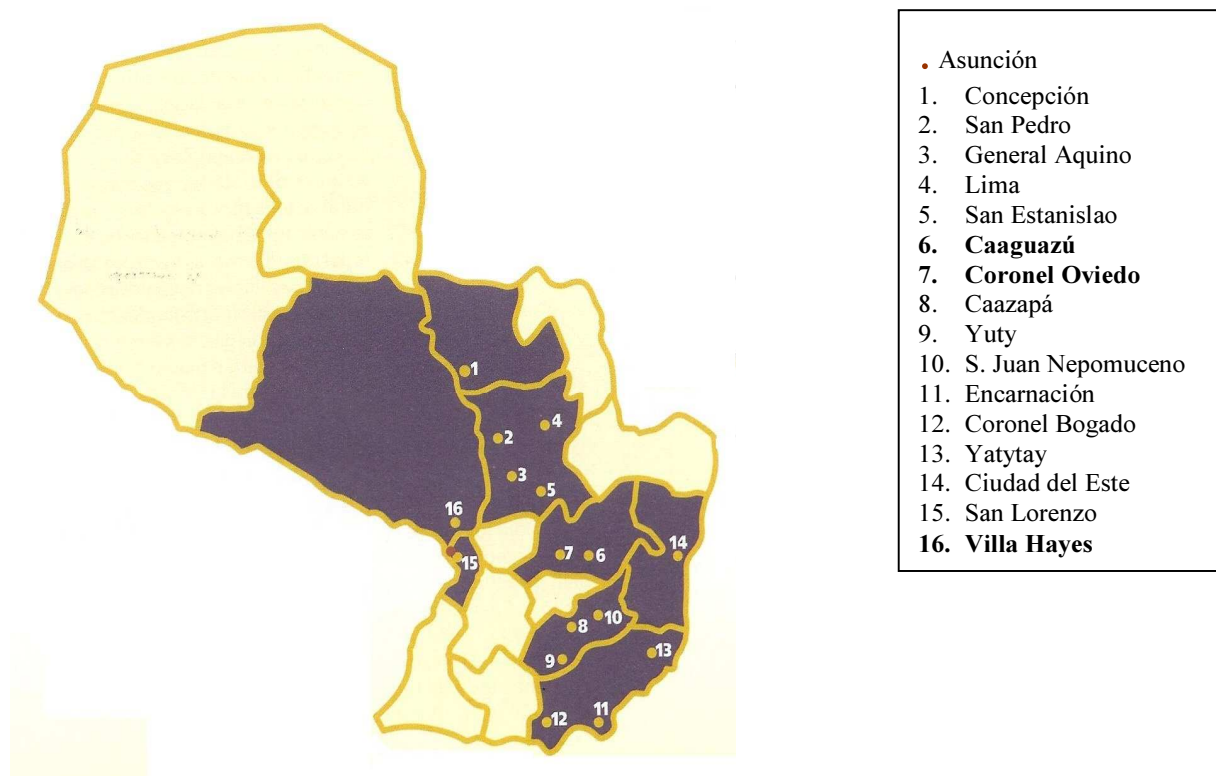 1
4
2
3
5
16
7
6
14
15
10
8
9
13
12
11
. Asunción
1. Concepción
2. San Pedro
3. General Aquino
4. Lima
5. San Estanislao
6. Caaguazú
7. Coronel Oviedo
8. Caazapá
9. Yuty
10. S. Juan Nepomuceno
11. Encarnación
12. Coronel Bogado
13. Yatytay
14. Ciudad del Este
15. San Lorenzo
16. Villa Hayes